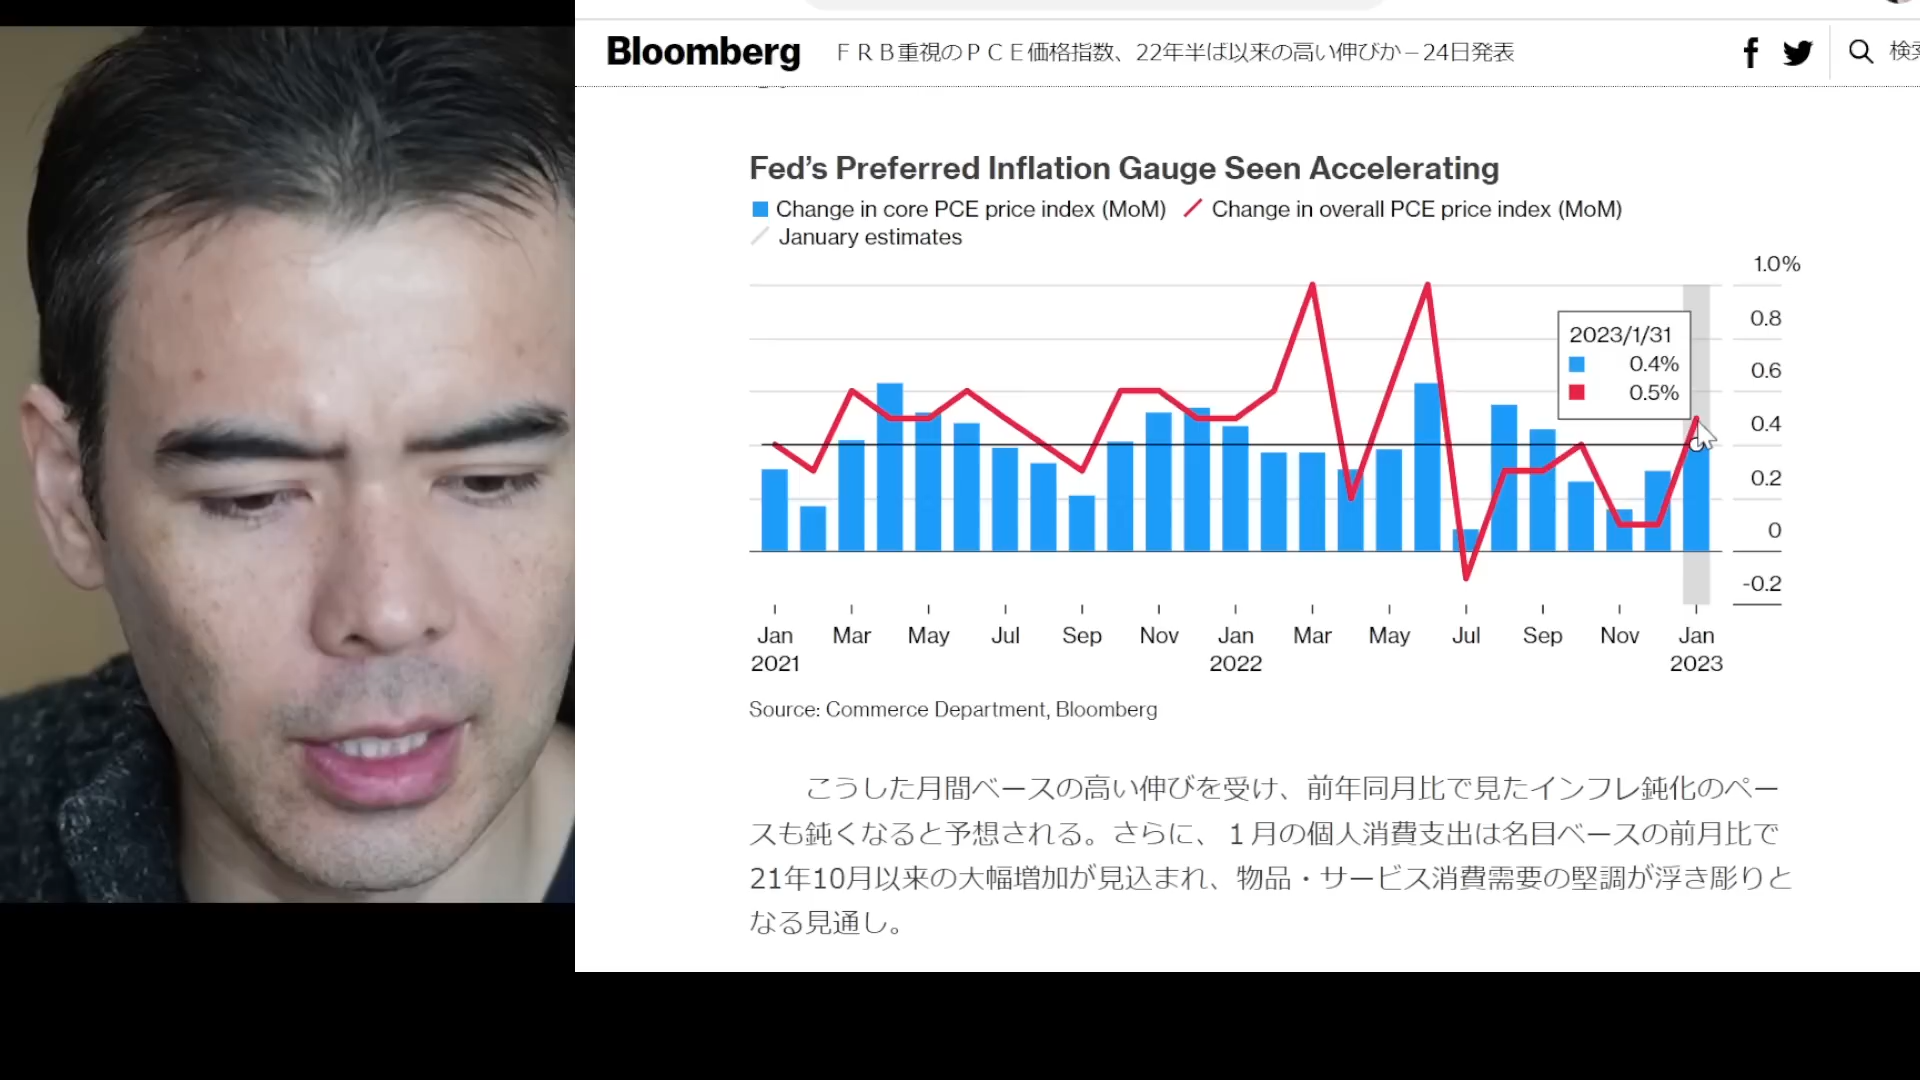 Bloomberg
ＦＲＢ重視のＰＣＥ価格指数、22年半ば以来の高い伸びか－24日発表
検索
Fed's Preferred Inflation Gauge Seen Accelerating
Change in core PCE price index (MoM) Change in overall PCE price index (MoM)
January estimates
1.0%
0.8
0.6
0.4
0.2
0
-0.2
2023/1/31
0.4%
0.5%
Jan Mar May Jul Sep Nov Jan Mar May Jul Sep Nov Jan
2021 2022 2023
Source: Commerce Department, Bloomberg
こうした月間ベースの高い伸びを受け、前年同月比で見たインフレ鈍化のペー
スも鈍くなると予想される。さらに、１月の個人消費支出は名目ベースの前月比で
21年10月以来の大幅増加が見込まれ、物品・サービス消費需要の堅調が浮き彫りと
なる見通し。